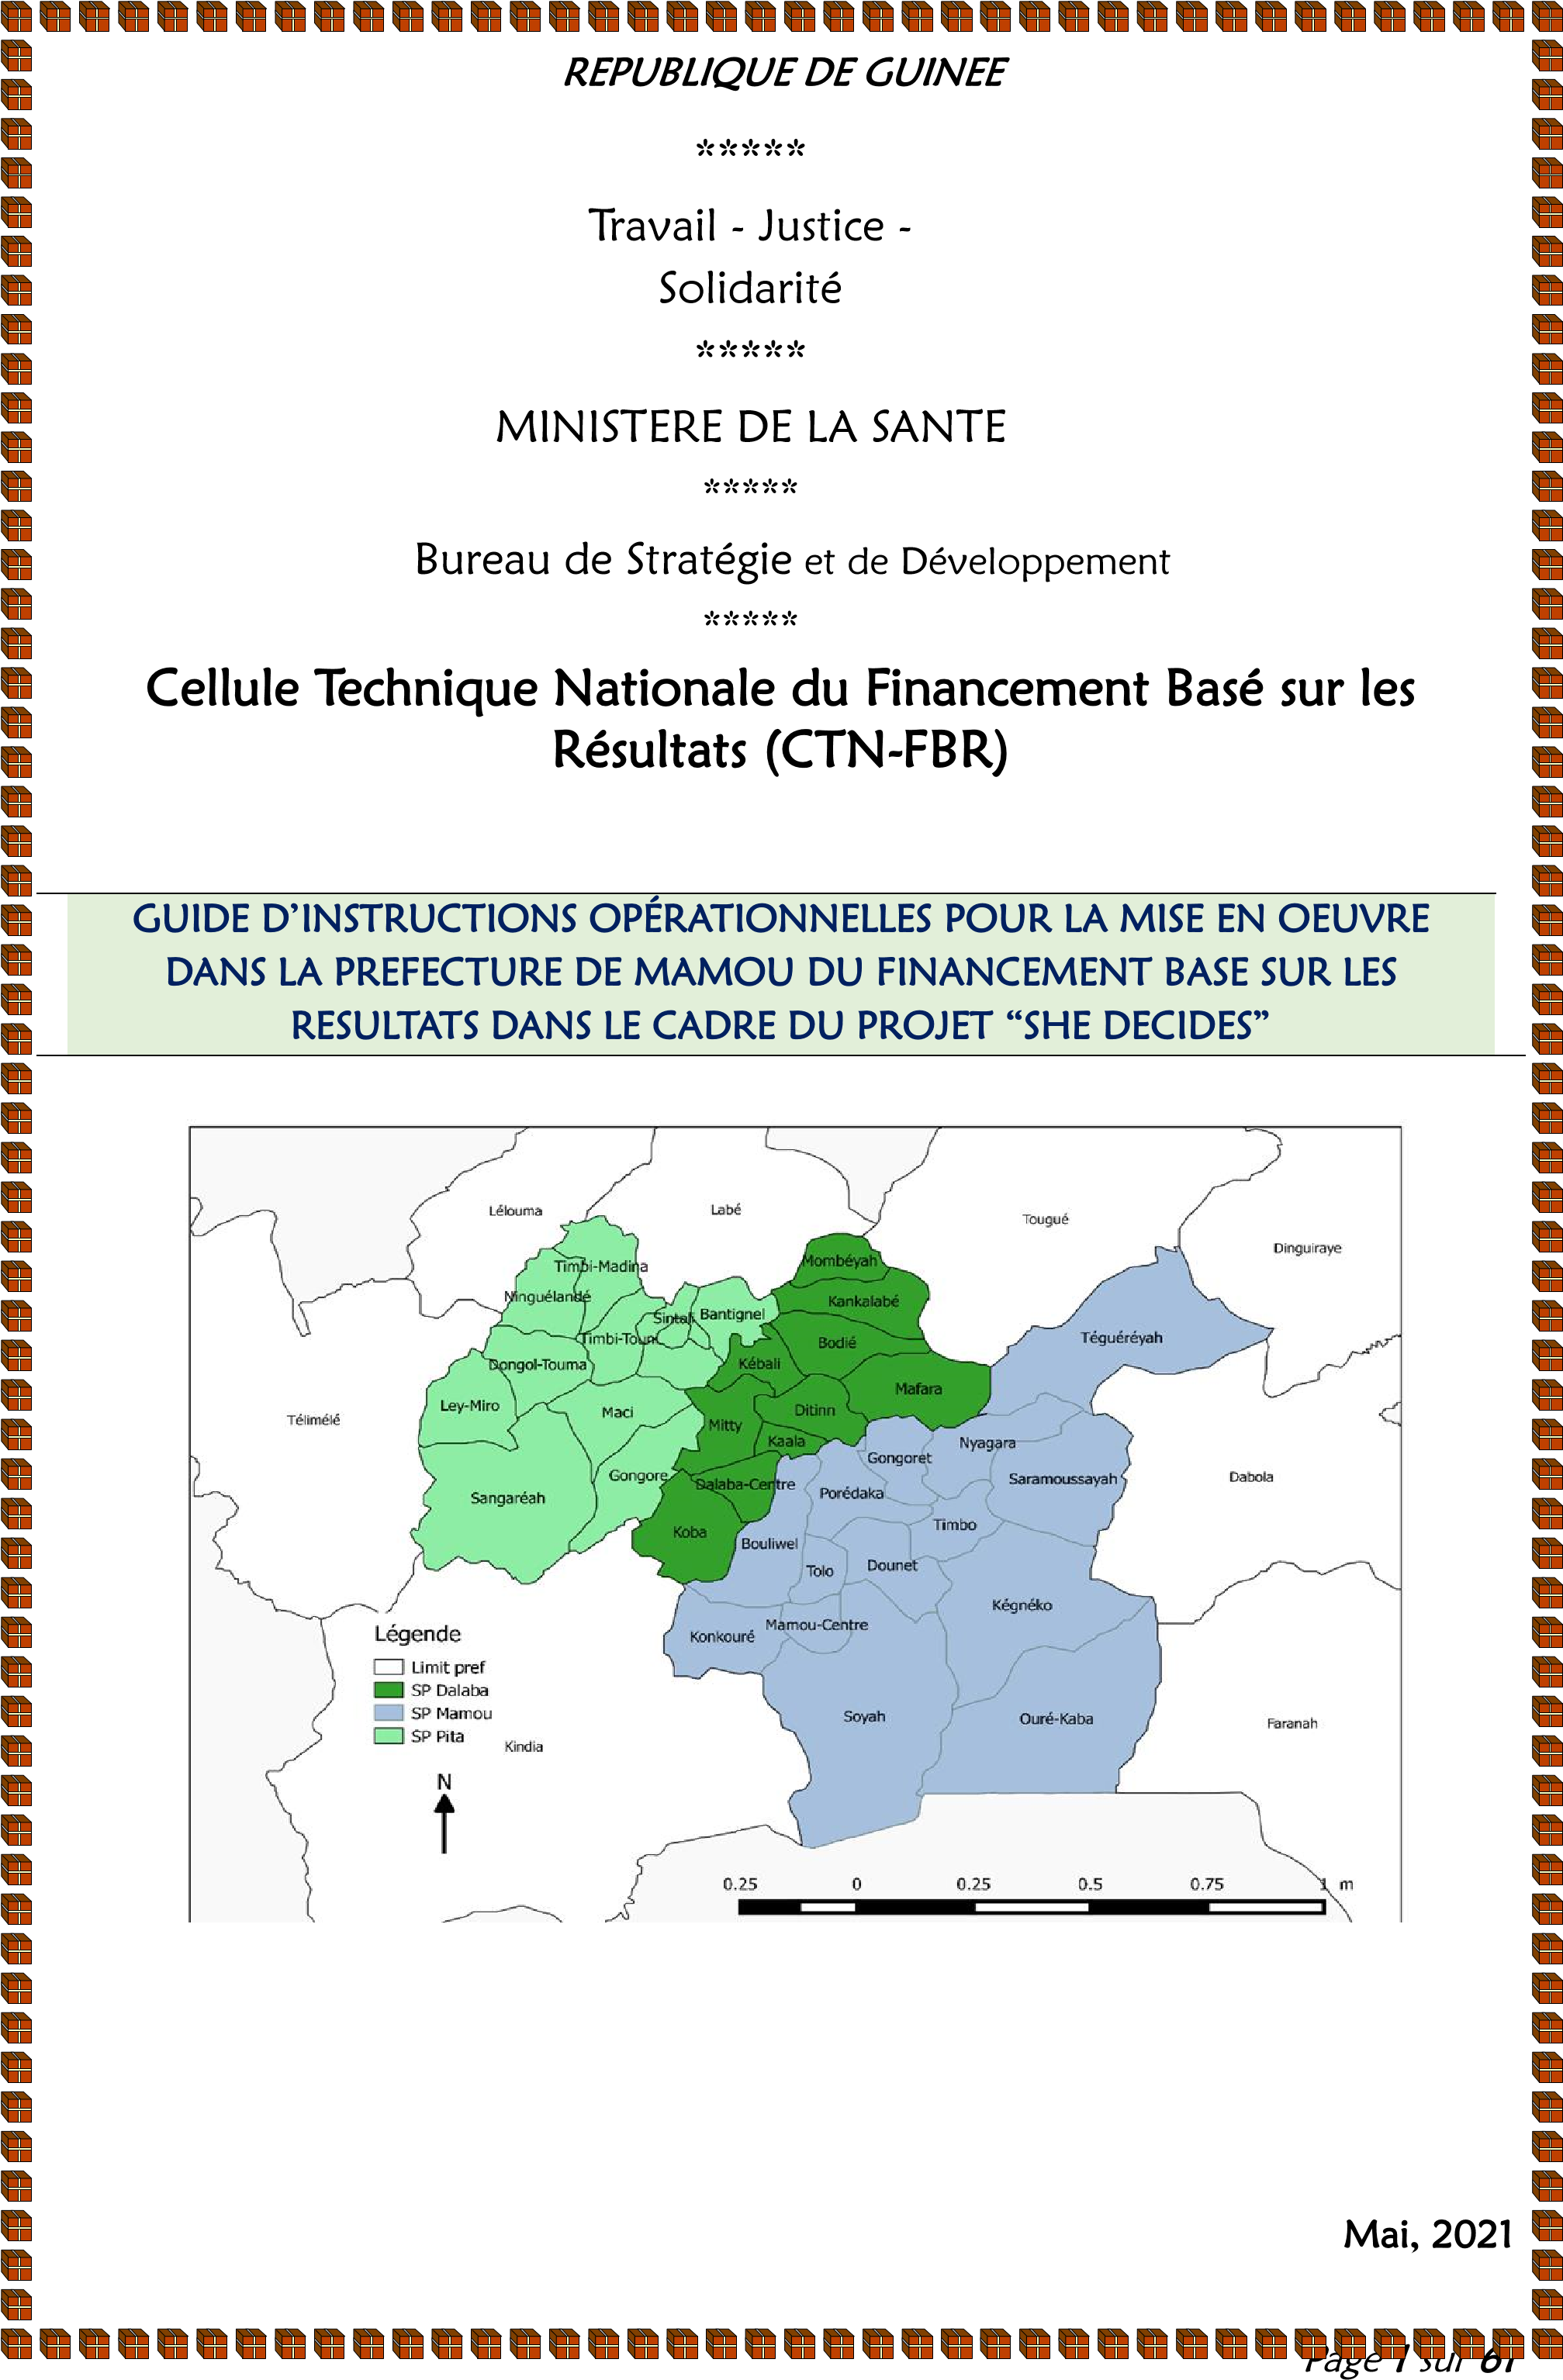 REPUBLIQUE DE GUINEE
*****
Travail - Justice -
Solidarité
*****
MINISTERE DE LA SANTE
*****
Bureau de Stratégie et de Développement
*****
Cellule Technique Nationale du Financement Basé sur les
Résultats (CTN-FBR)
GUIDE D’INSTRUCTIONS OPÉRATIONNELLES POUR LA MISE EN OEUVRE
DANS LA PREFECTURE DE MAMOU DU FINANCEMENT BASE SUR LES
RESULTATS DANS LE CADRE DU PROJET “SHE DECIDES”
Lélouma
Labé
Tougué
Dinguiraye
Mombéyah
Timbi-Madina
Ninguélandé
Kankalabé
Sintali
Bantignel
Timbi-Touni
Bodié
Téguéréyah
Dongol-Touma
Kébali
Mafara
Ley-Miro
Maci
Ditinn
Télimélé
Mitty
Kaala
Nyagara
Gongoret
Gongore
Dalaba-Centre
Saramoussayah
Dabola
Sangaréah
Porédaka
Koba
Timbo
Bouliwel
Tolo
Dounet
Kégnéko
Konkouré
Mamou-Centre
Légende
Limit pref
SP Dalaba
SP Mamou
SP Pita
Soyah
Ouré-Kaba
Faranah
Kindia
N
0.25 0 0.25 0.5 0.75 1 m
Mai, 2021
Page 1 sur 61